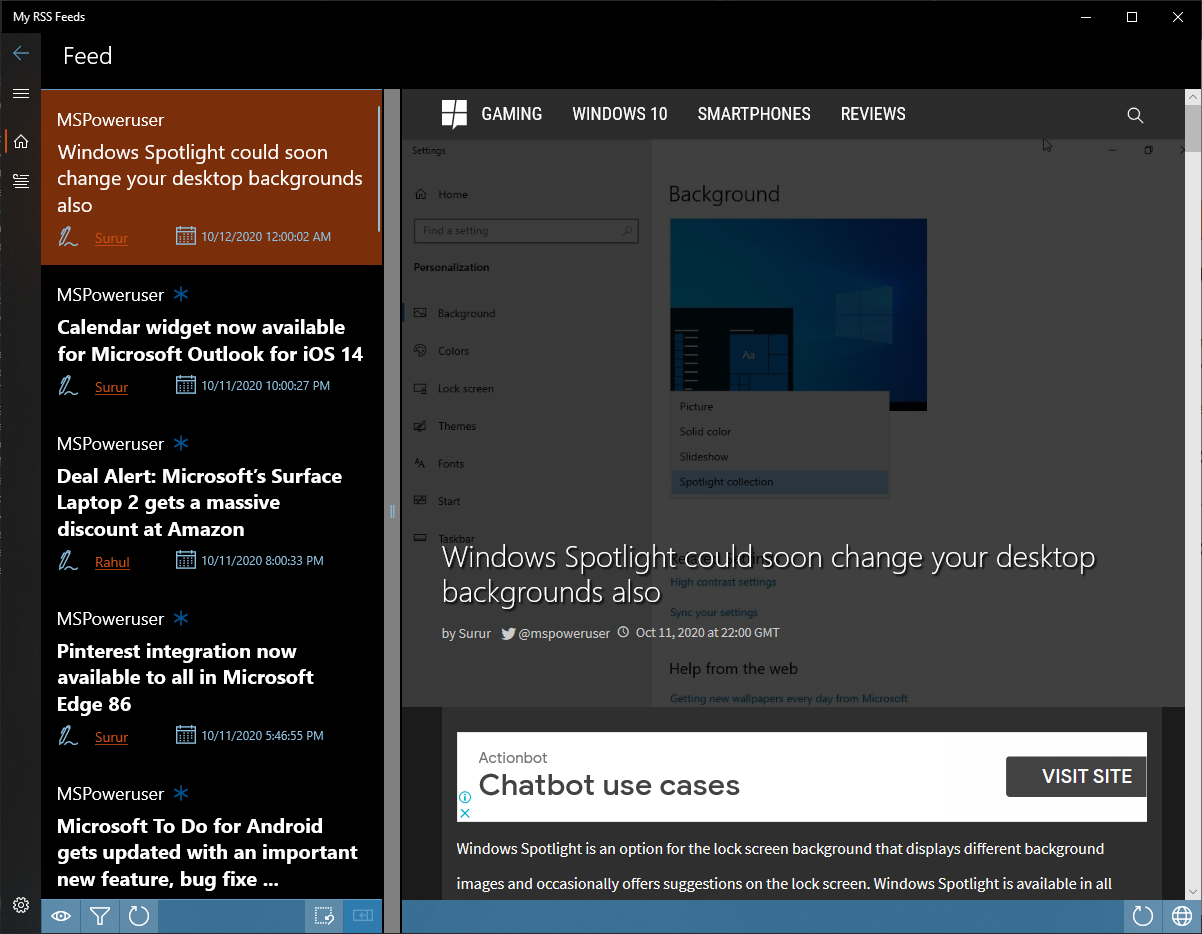 My RSS Feeds
Feed
MSPoweruser
Windows Spotlight could soon
change your desktop backgrounds
also
Surur 10/12/2020 12:00:02 AM
MSPoweruser
Calendar widget now available
for Microsoft Outlook for iOS 14
Surur 10/11/2020 10:00:27 PM
MSPoweruser
Deal Alert: Microsoft’s Surface
Laptop 2 gets a massive
discount at Amazon
Rahul 10/11/2020 8:00:33 PM
MSPoweruser
Pinterest integration now
available to all in Microsoft
Edge 86
Surur 10/11/2020 5:46:55 PM
MSPoweruser
Microsoft To Do for Android
gets updated with an important
new feature, bug fixe ...
GAMING WINDOWS 10 SMARTPHONES REVIEWS
Settings
Home
Find a setting
Personalization
Background
Colors
Lock screen
Themes
Fonts
Start
Taskbar
Background
Aa
Picture
Solid color
Slideshow
Spotlight collection
Related Settings
High contrast settings
Sync your settings
Help from the web
Getting new wallpapers every day from Microsoft
Windows Spotlight could soon change your desktop
backgrounds also
by Surur @mspoweruser Oct 11, 2020 at 22:00 GMT
Actionbot
Chatbot use cases
VISIT SITE
Windows Spotlight is an option for the lock screen background that displays different background
images and occasionally offers suggestions on the lock screen. Windows Spotlight is available in all